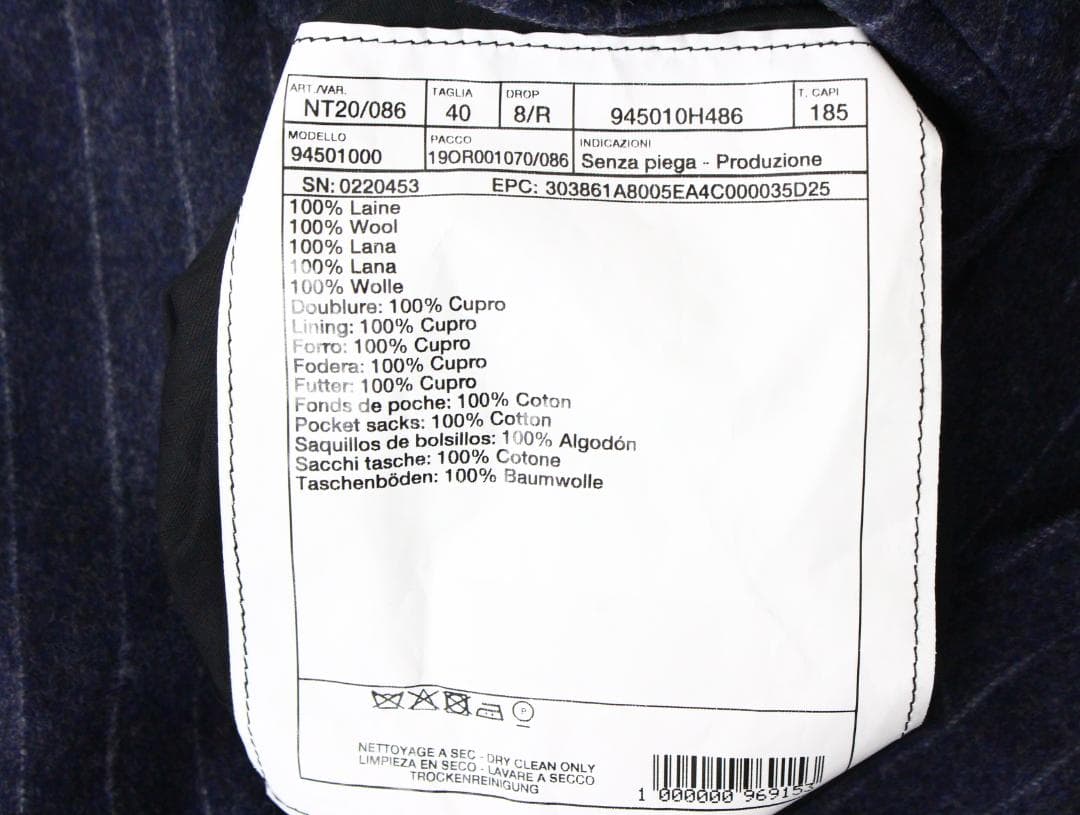 ART./VAR. TAGLIA DROP T. CAPI
NT20/086 40 8/R 945010H486 185
MODELLO PACCO INDICAZIONI
94501000 19OR001070/086 Senza piega - Produzione
SN: 0220453 EPC: 303861A8005EA4C000035D25
100% Laine
100% Wool
100% Lana
100% Lana
100% Wolle
Doublure: 100% Cupro
Lining: 100% Cupro
Forro: 100% Cupro
Fodera: 100% Cupro
Futter: 100% Cupro
Fonds de poche: 100% Coton
Pocket sacks: 100% Cotton
Saquillos de bolsillos: 100% Algodón
Sacchi tasche: 100% Cotone
Taschenböden: 100% Baumwolle
P
NETTOYAGE A SEC - DRY CLEAN ONLY
LIMPIEZA EN SECO - LAVARE A SECCO
TROCKENREINIGUNG
1 000000 969153